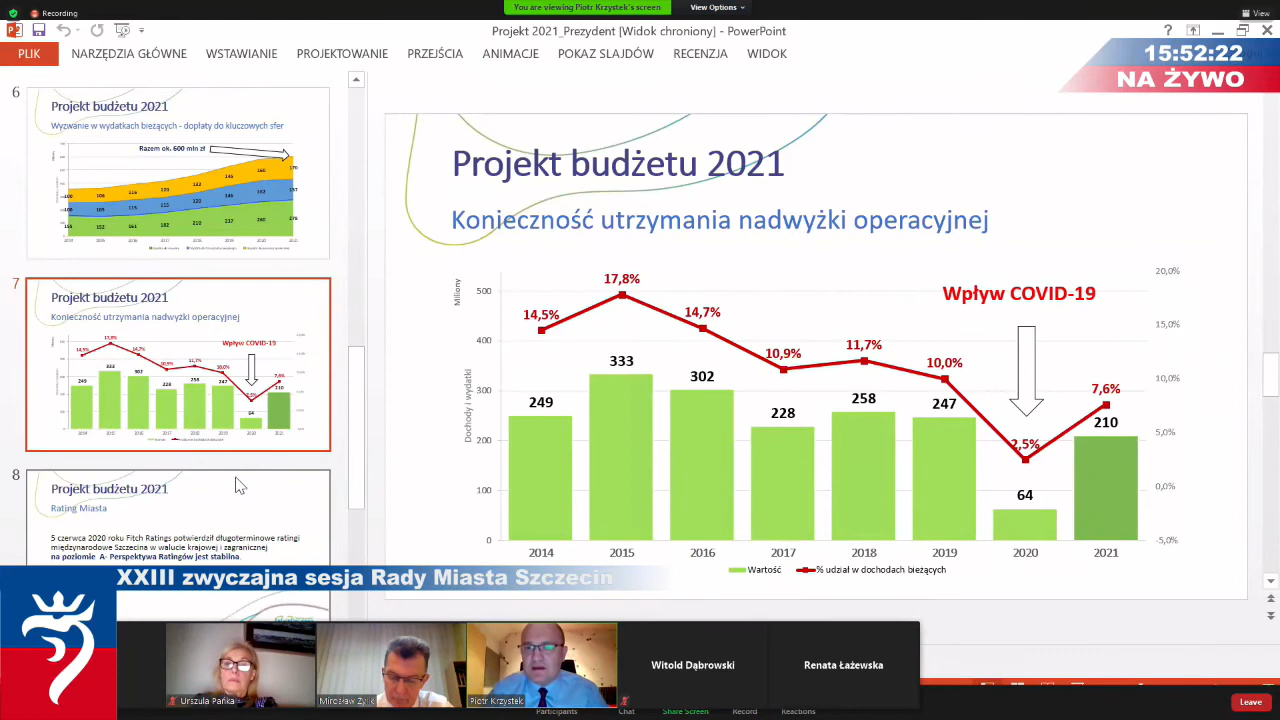 Recording
You are viewing Piotr Krzystek's screen
View Options
View
Projekt 2021_Prezydent [Widok chroniony] - PowerPoint
PLIK
NARZĘDZIA GŁÓWNE
WSTAWIANIE
PROJEKTOWANIE
PRZEJŚCIA
ANIMACJE
POKAZ SLAJDÓW
RECENZJA
WIDOK
15:52:22
NA ŻYWO
6
Projekt budżetu 2021
Wyzwanie w wydatkach bieżących - dopłaty do kluczowych sfer
Razem ok. 600 mln zł
7
Projekt budżetu 2021
Konieczność utrzymania nadwyżki operacyjnej
Wpływ COVID-19
8
Projekt budżetu 2021
Rating Miasta
5 czerwca 2020 roku Fitch Ratings potwierdził długoterminowe ratingi
międzynarodowe Szczecina w walucie krajowej i zagranicznej
na poziomie A- Perspektywa Ratingów jest stabilna.
Projekt budżetu 2021
Konieczność utrzymania nadwyżki operacyjnej
Wpływ COVID-19
Miliony
Dochody i wydatki
500
400
300
200
100
0
20,0%
15,0%
10,0%
5,0%
0,0%
-5,0%
14,5%
17,8%
14,7%
10,9%
11,7%
10,0%
2,5%
7,6%
249
333
302
228
258
247
64
210
2014
2015
2016
2017
2018
2019
2020
2021
Wartość
% udział w dochodach bieżących
XXIII zwyczajna sesja Rady Miasta Szczecin
Urszula Pańka
Piotr Krzystek
Witold Dąbrowski
Renata Łażewska
Participants
Chat
Share Screen
Record
Reactions
Leave